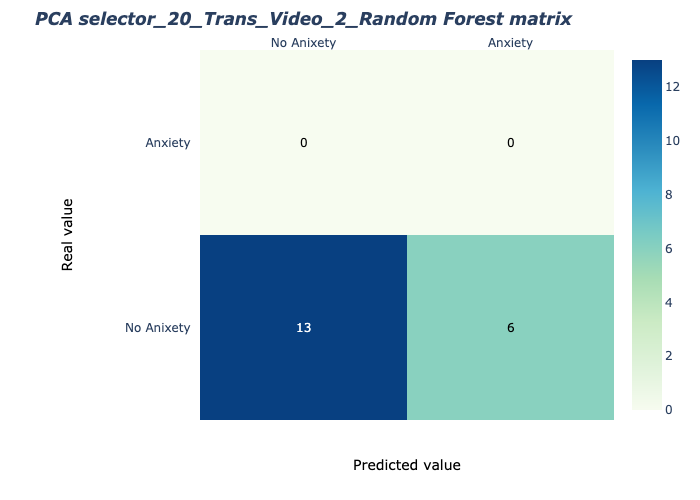 PCA selector_20_Trans_Video_2_Random Forest matrix
No Anixety Anxiety
Anxiety 0 0
No Anixety 13 6
Real value
Predicted value
12
10
8
6
4
2
0